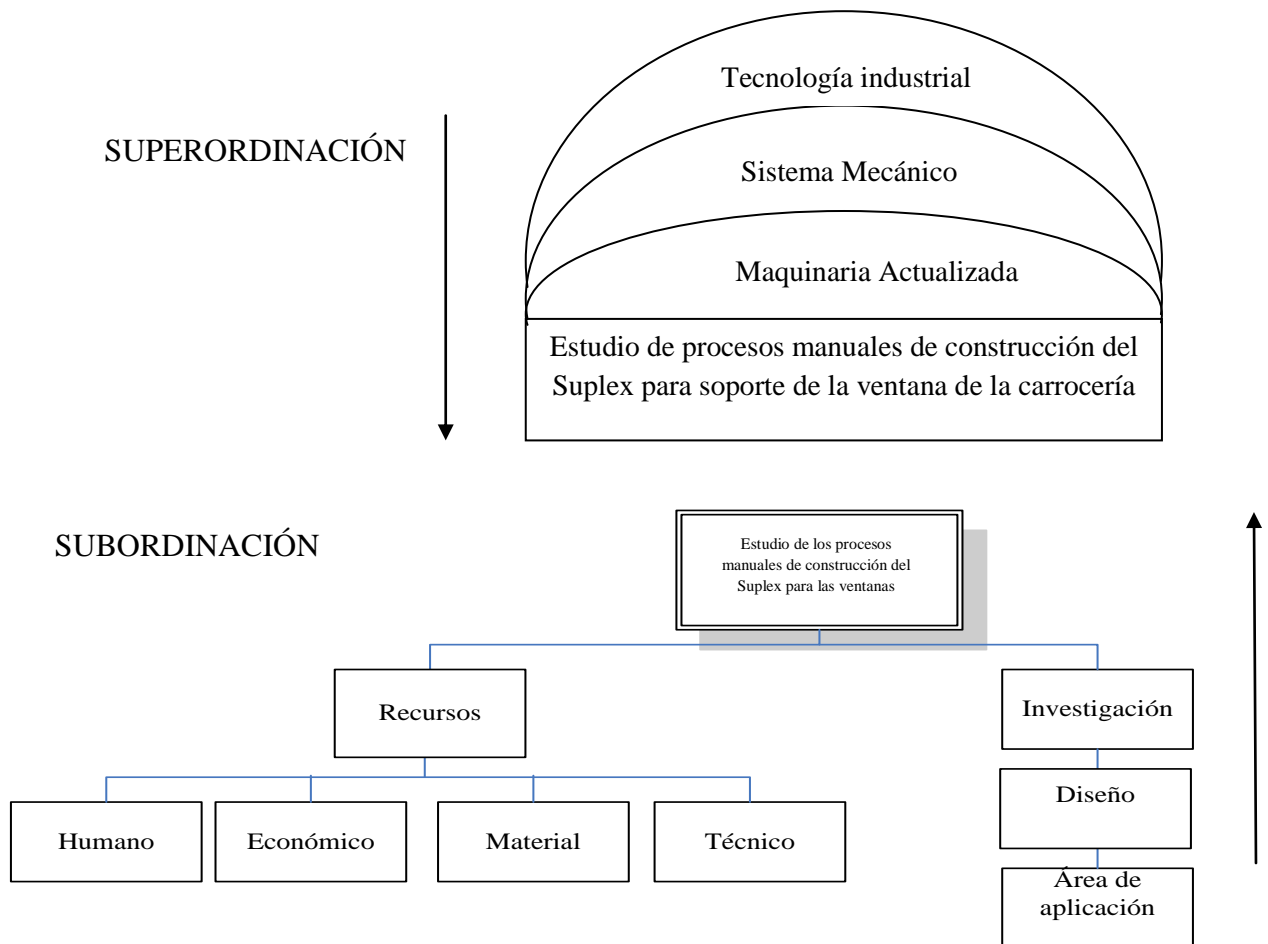 Tecnología industrial
SUPERORDINACIÓN
Sistema Mecánico
Maquinaria Actualizada
Estudio de procesos manuales de construcción del
Suplex para soporte de la ventana de la carrocería
SUBORDINACIÓN
Estudio de los procesos
manuales de construcción del
Suplex para las ventanas
Recursos
Investigación
Humano
Económico
Material
Técnico
Diseño
Área de
aplicación